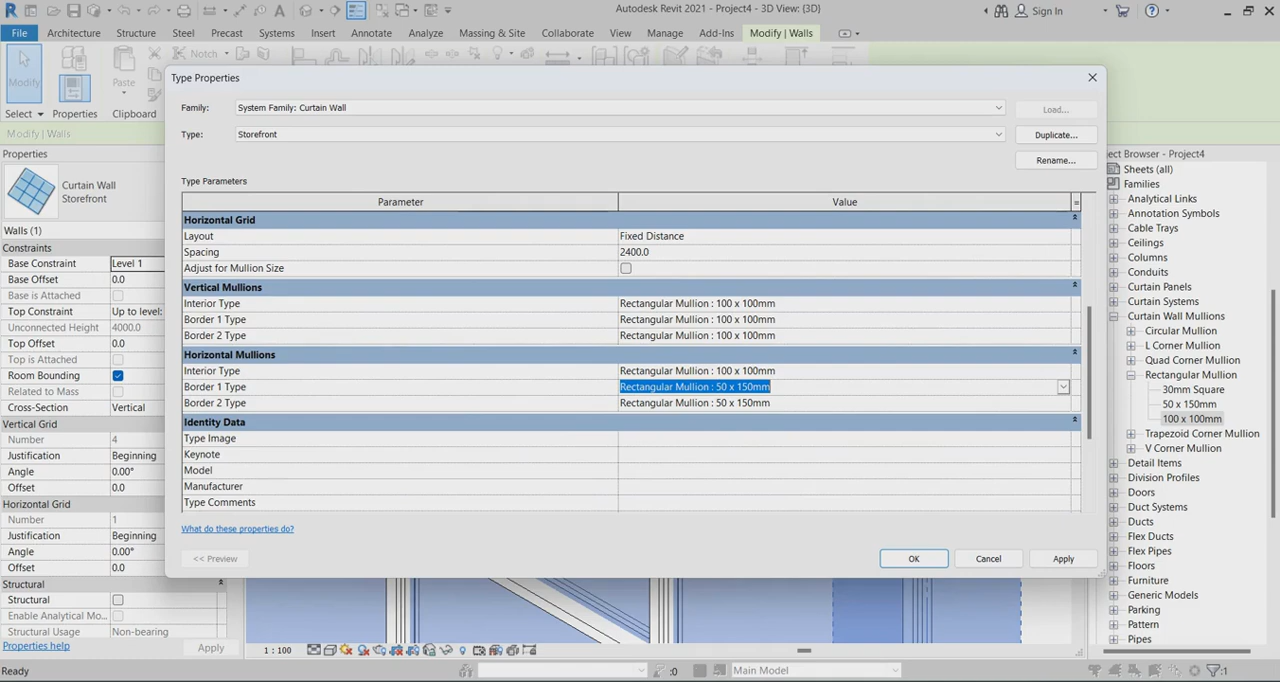 Autodesk Revit 2021 - Project4 - 3D View: {3D}
Sign In
File Architecture Structure Steel Precast Systems Insert Annotate Analyze Massing & Site Collaborate View Manage Add-Ins Modify | Walls
Modify
Paste
Notch
Select Properties Clipboard
Modify | Walls
Properties
Curtain Wall
Storefront
Walls (1)
Constraints
Base Constraint Level 1
Base Offset 0.0
Base is Attached
Top Constraint Up to level:
Unconnected Height 4000.0
Top Offset 0.0
Top is Attached
Room Bounding
Related to Mass
Cross-Section Vertical
Vertical Grid
Number 4
Justification Beginning
Angle 0.00°
Offset 0.0
Horizontal Grid
Number 1
Justification Beginning
Angle 0.00°
Offset 0.0
Structural
Structural
Enable Analytical Mo...
Structural Usage Non-bearing
Properties help Apply
Type Properties
Family: System Family: Curtain Wall Load...
Type: Storefront Duplicate...
Rename...
Type Parameters
Parameter Value =
Horizontal Grid
Layout Fixed Distance
Spacing 2400.0
Adjust for Mullion Size
Vertical Mullions
Interior Type Rectangular Mullion : 100 x 100mm
Border 1 Type Rectangular Mullion : 100 x 100mm
Border 2 Type Rectangular Mullion : 100 x 100mm
Horizontal Mullions
Interior Type Rectangular Mullion : 100 x 100mm
Border 1 Type Rectangular Mullion : 50 x 150mm
Border 2 Type Rectangular Mullion : 50 x 150mm
Identity Data
Type Image
Keynote
Model
Manufacturer
Type Comments
What do these properties do?
<< Preview OK Cancel Apply
ect Browser - Project4
Sheets (all)
Families
Analytical Links
Annotation Symbols
Cable Trays
Ceilings
Columns
Conduits
Curtain Panels
Curtain Systems
Curtain Wall Mullions
Circular Mullion
L Corner Mullion
Quad Corner Mullion
Rectangular Mullion
30mm Square
50 x 150mm
100 x 100mm
Trapezoid Corner Mullion
V Corner Mullion
Detail Items
Division Profiles
Doors
Duct Systems
Ducts
Flex Ducts
Flex Pipes
Floors
Furniture
Generic Models
Parking
Pattern
Pipes
1 : 100
Ready
:0
Main Model
:1